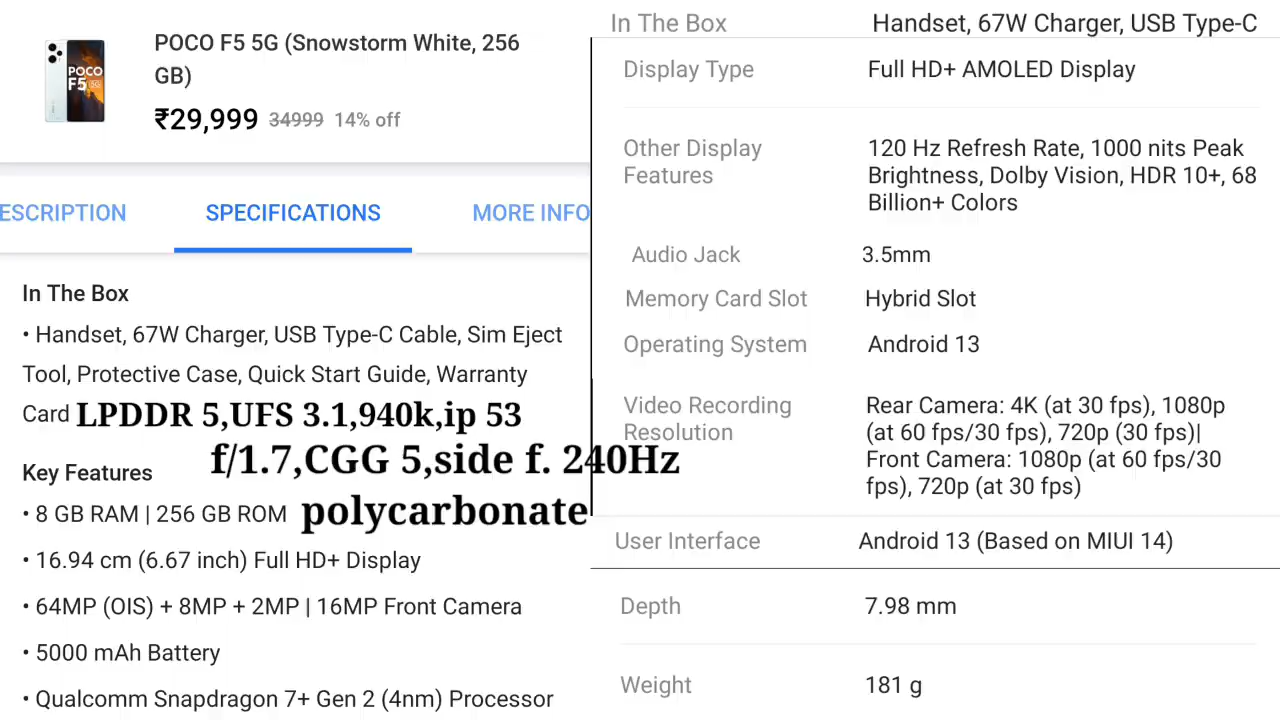 POCO F5 5G (Snowstorm White, 256
GB)
₹29,999 34999 14% off
POCO
F5 5G
ESCRIPTION SPECIFICATIONS MORE INFO
In The Box
• Handset, 67W Charger, USB Type-C Cable, Sim Eject
Tool, Protective Case, Quick Start Guide, Warranty
Card LPDDR 5,UFS 3.1,940k,ip 53
f/1.7,CGG 5,side f. 240Hz
Key Features
polycarbonate
• 8 GB RAM | 256 GB ROM
• 16.94 cm (6.67 inch) Full HD+ Display
• 64MP (OIS) + 8MP + 2MP | 16MP Front Camera
• 5000 mAh Battery
• Qualcomm Snapdragon 7+ Gen 2 (4nm) Processor
In The Box Handset, 67W Charger, USB Type-C
Display Type Full HD+ AMOLED Display
Other Display 120 Hz Refresh Rate, 1000 nits Peak
Features Brightness, Dolby Vision, HDR 10+, 68
Billion+ Colors
Audio Jack 3.5mm
Memory Card Slot Hybrid Slot
Operating System Android 13
Video Recording Rear Camera: 4K (at 30 fps), 1080p
Resolution (at 60 fps/30 fps), 720p (30 fps)|
Front Camera: 1080p (at 60 fps/30
fps), 720p (at 30 fps)
User Interface Android 13 (Based on MIUI 14)
Depth 7.98 mm
Weight 181 g